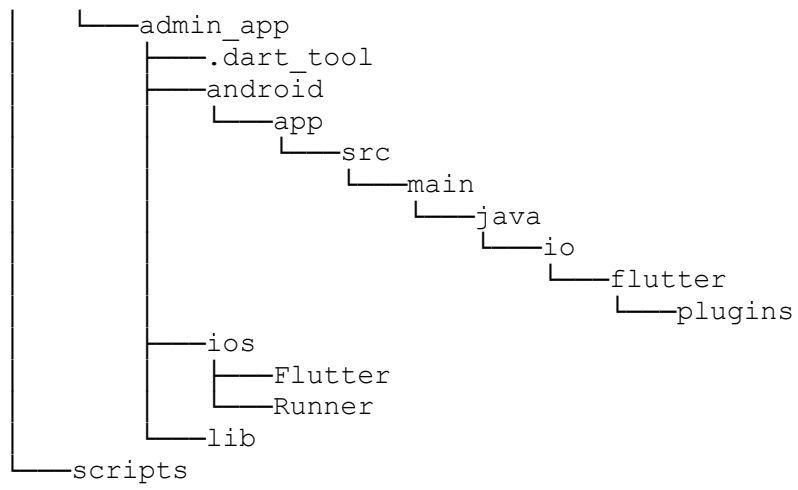 admin_app
.dart_tool
android
app
src
main
java
io
flutter
plugins
ios
Flutter
Runner
lib
scripts